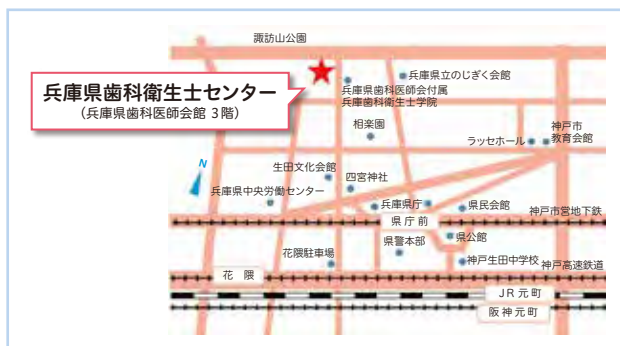 諏訪山公園
兵庫県歯科衛生士センター
(兵庫県歯科医師会館 3階)
兵庫県立のじぎく会館
兵庫県歯科医師会付属
兵庫歯科衛生士学院
相楽園
ラッセホール
神戸市
教育会館
N
生田文化会館
四宮神社
兵庫県中央労働センター
兵庫県庁
県民会館
神戸市営地下鉄
県庁前
県公館
県警本部
花隈駐車場
神戸生田中学校
神戸高速鉄道
花隈
JR元町
阪神元町